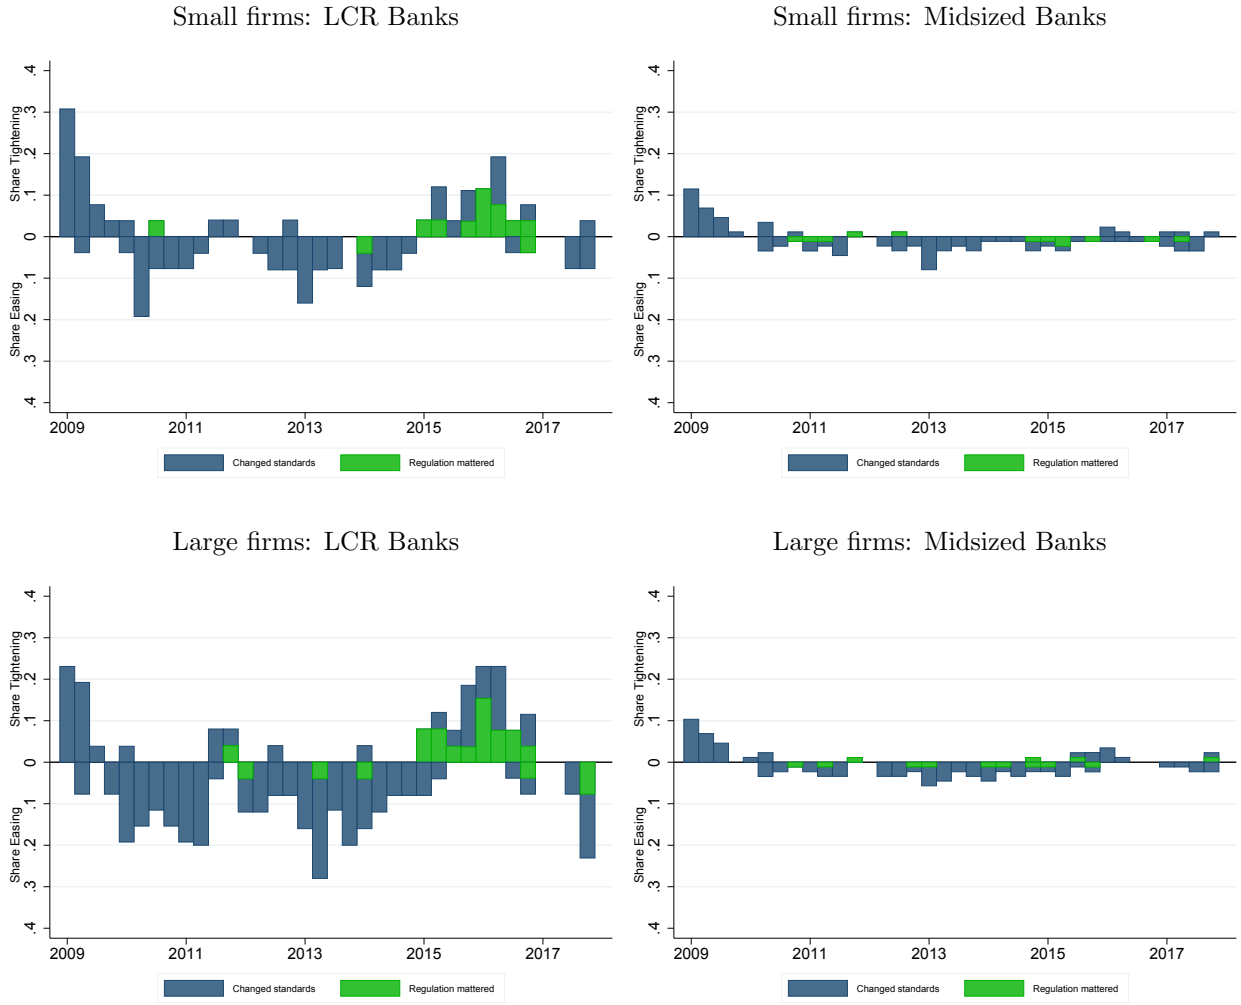 Small firms: LCR Banks
Share Tightening
Share Easing
.4
.3
.2
.1
0
.1
.2
.3
.4
2009 2011 2013 2015 2017
Changed standards Regulation mattered
Small firms: Midsized Banks
Share Tightening
Share Easing
.4
.3
.2
.1
0
.1
.2
.3
.4
2009 2011 2013 2015 2017
Changed standards Regulation mattered
Large firms: LCR Banks
Share Tightening
Share Easing
.4
.3
.2
.1
0
.1
.2
.3
.4
2009 2011 2013 2015 2017
Changed standards Regulation mattered
Large firms: Midsized Banks
Share Tightening
Share Easing
.4
.3
.2
.1
0
.1
.2
.3
.4
2009 2011 2013 2015 2017
Changed standards Regulation mattered